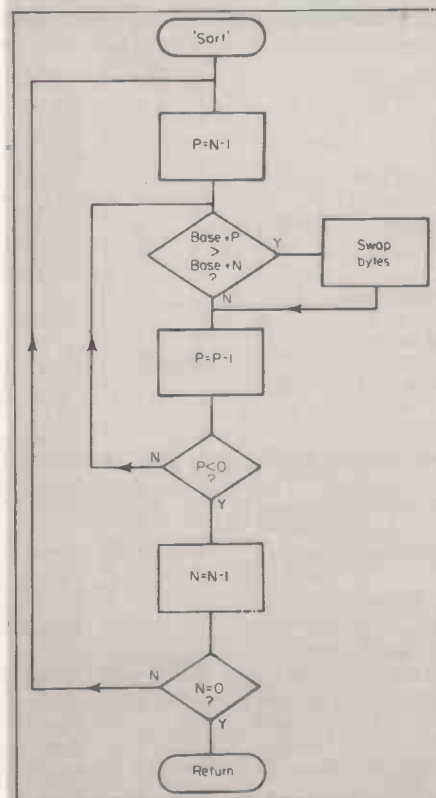 'Sort'
P=N-1
Base+P
>
Base+N
?
Y
Swap
bytes
N
P=P-1
N
P<0
?
Y
N=N-1
N
N=0
?
Y
Return